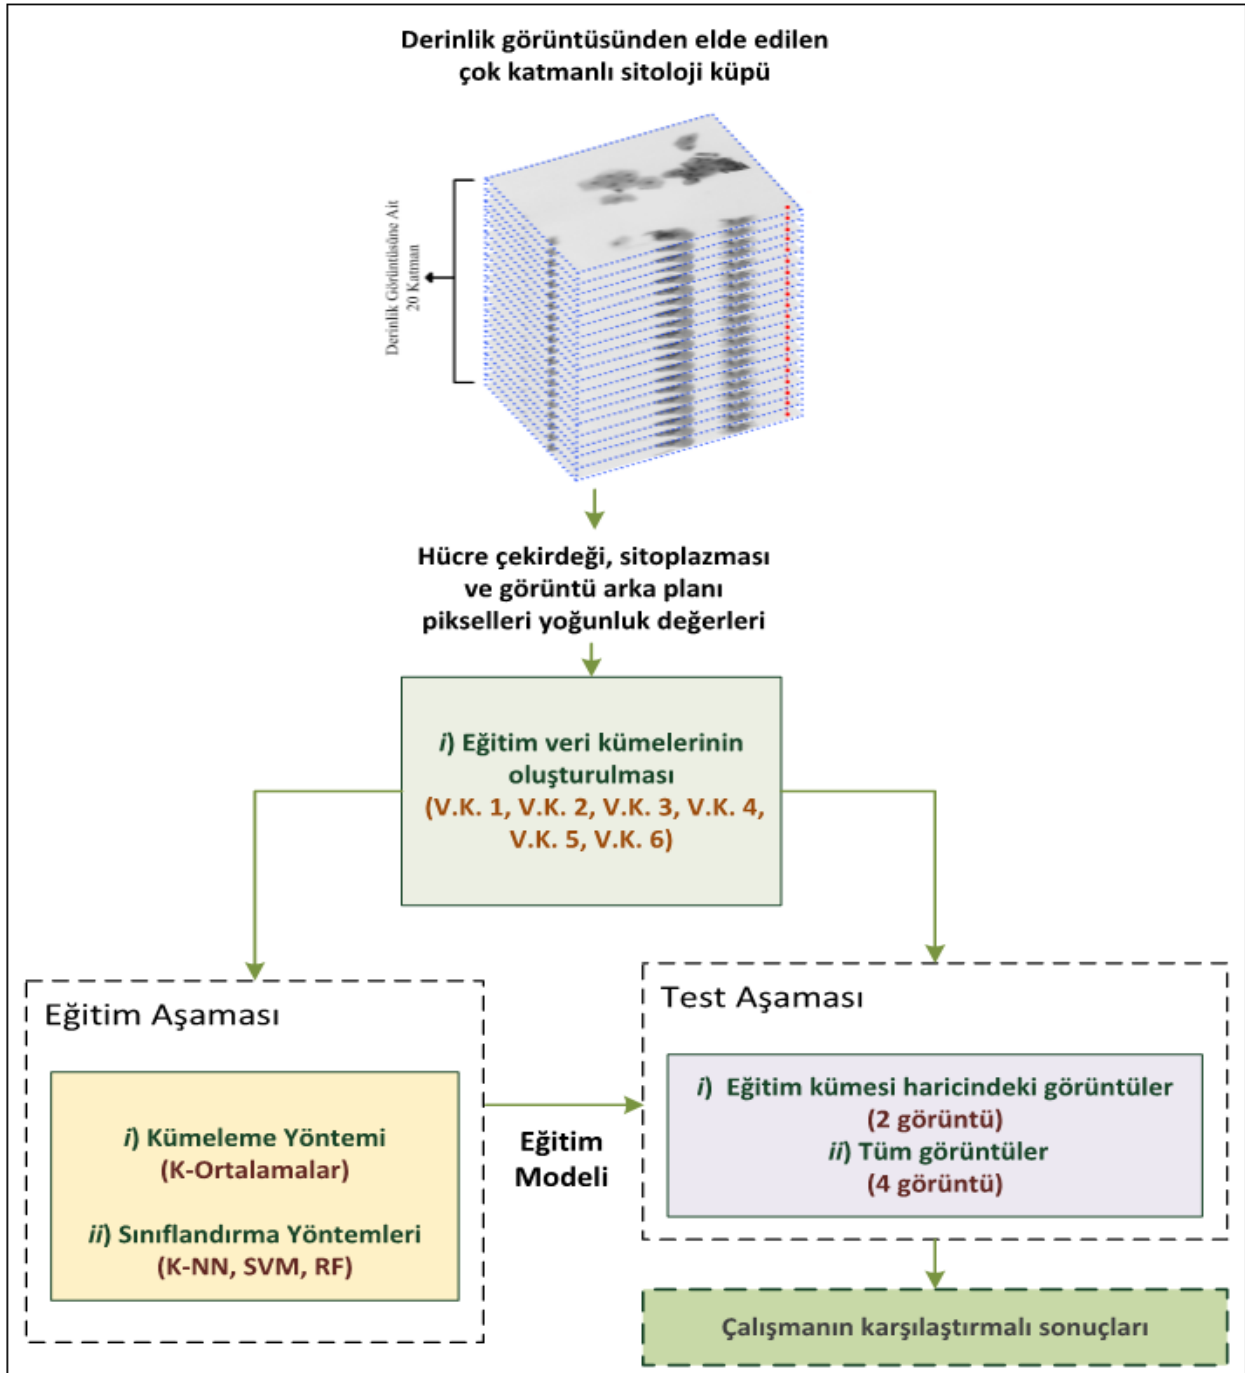 Derinlik görüntüsünden elde edilen
çok katmanlı sitoloji küpü
Derinlik Görüntüsüne Ait
20 Katman
Hücre çekirdeği, sitoplazması
ve görüntü arka planı
pikselleri yoğunluk değerleri
i) Eğitim veri kümelerinin
oluşturulması
(V.K. 1, V.K. 2, V.K. 3, V.K. 4,
V.K. 5, V.K. 6)
Eğitim Aşaması
i) Kümeleme Yöntemi
(K-Ortalamalar)
ii) Sınıflandırma Yöntemleri
(K-NN, SVM, RF)
Eğitim
Modeli
Test Aşaması
i) Eğitim kümesi haricindeki görüntüler
(2 görüntü)
ii) Tüm görüntüler
(4 görüntü)
Çalışmanın karşılaştırmalı sonuçları